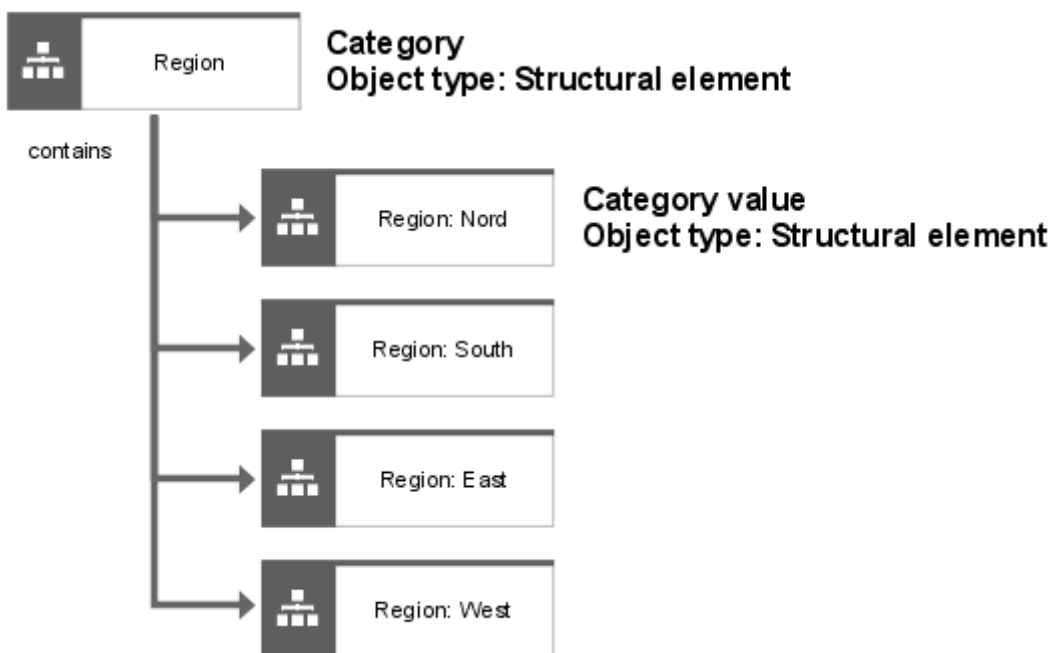 Region
Category
Object type: Structural element
contains
Region: Nord
Category value
Object type: Structural element
Region: South
Region: East
Region: West